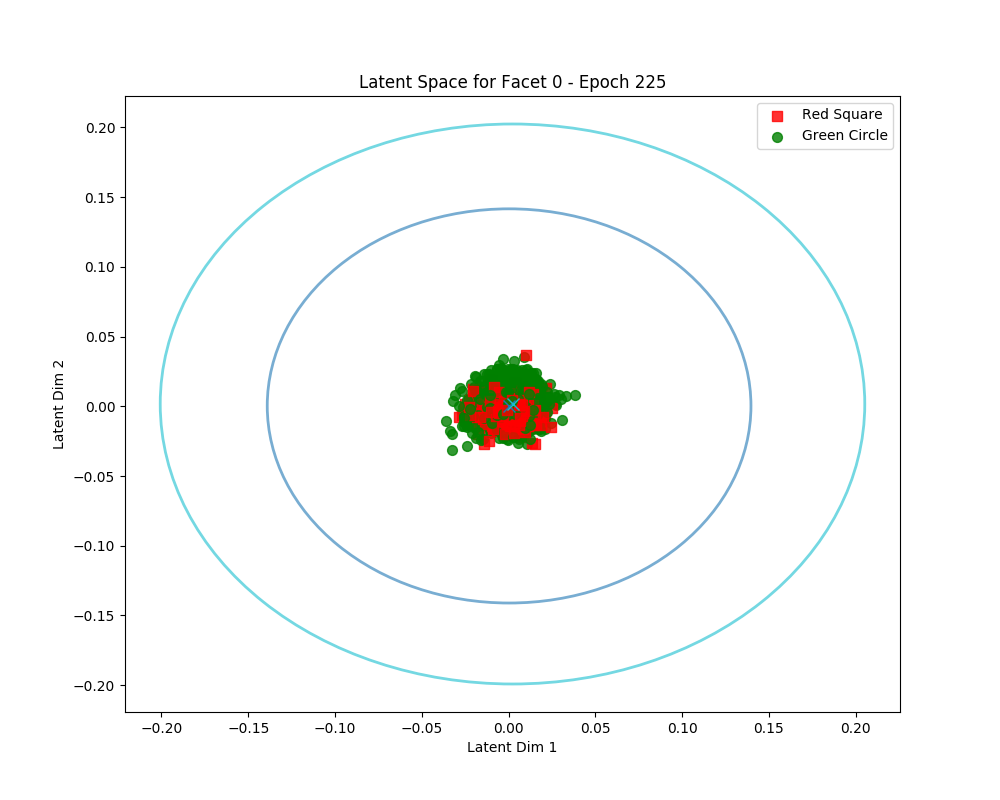 Latent Space for Facet 0 - Epoch 225
Red Square
Green Circle
0.20
0.15
0.10
0.05
0.00
−0.05
−0.10
−0.15
−0.20
Latent Dim 2
−0.20 −0.15 −0.10 −0.05 0.00 0.05 0.10 0.15 0.20
Latent Dim 1